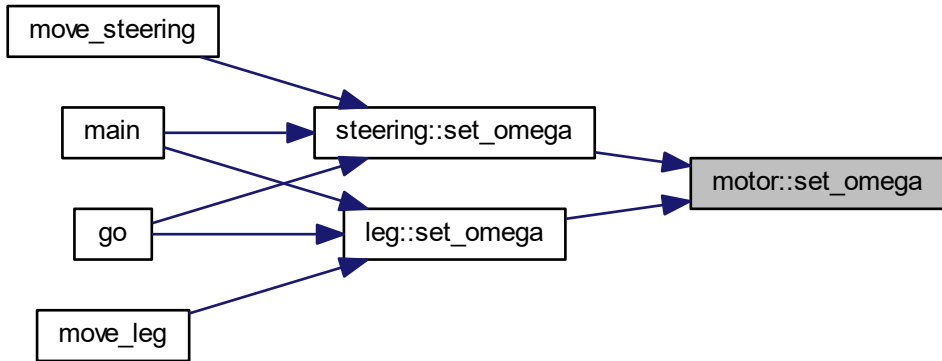 move_steering
main
steering::set_omega
motor::set_omega
go
leg::set_omega
move_leg